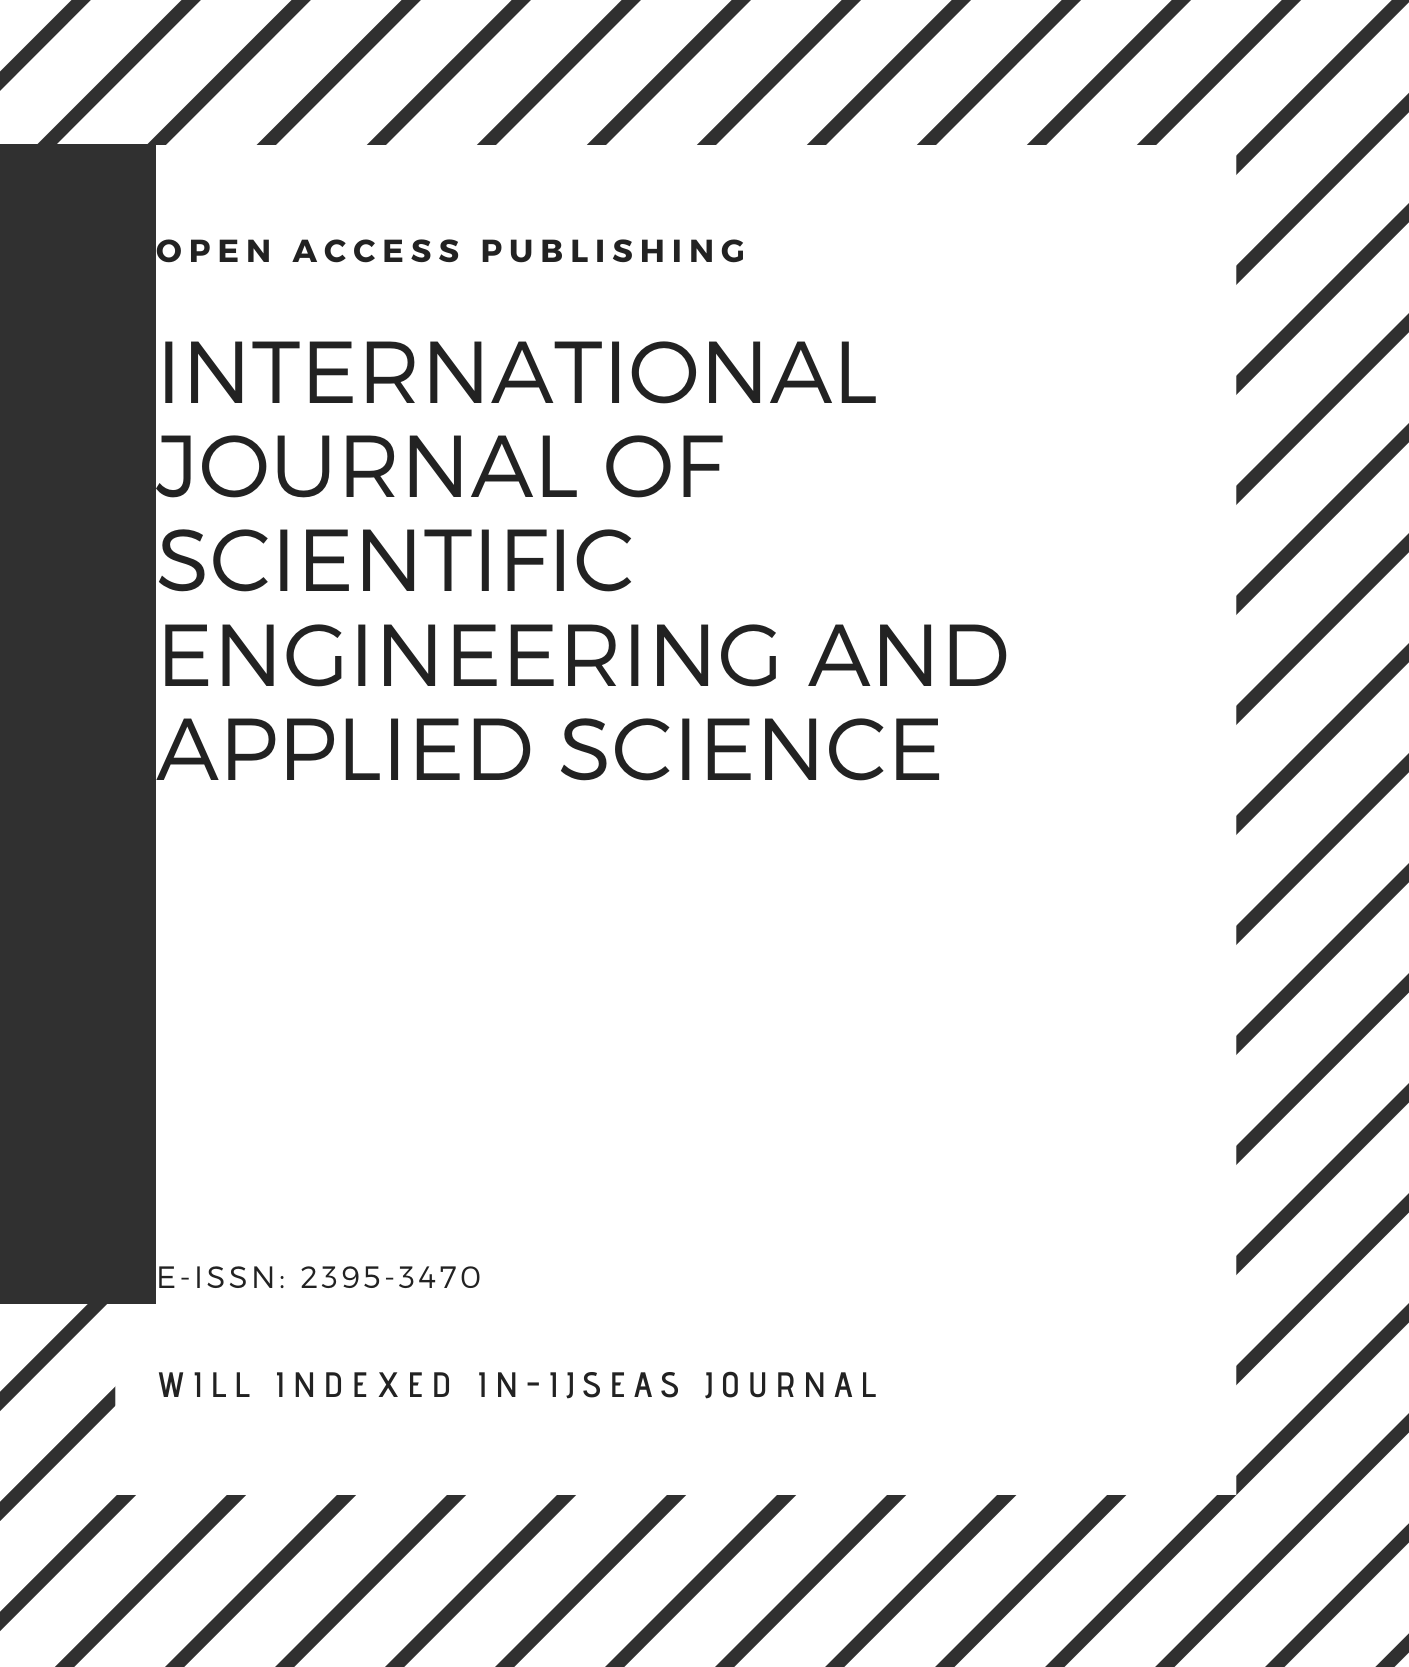 OPEN ACCESS PUBLISHING
INTERNATIONAL
JOURNAL OF
SCIENTIFIC
ENGINEERING AND
APPLIED SCIENCE
E-ISSN: 2395-3470
WILL INDEXED IN-IJSEAS JOURNAL